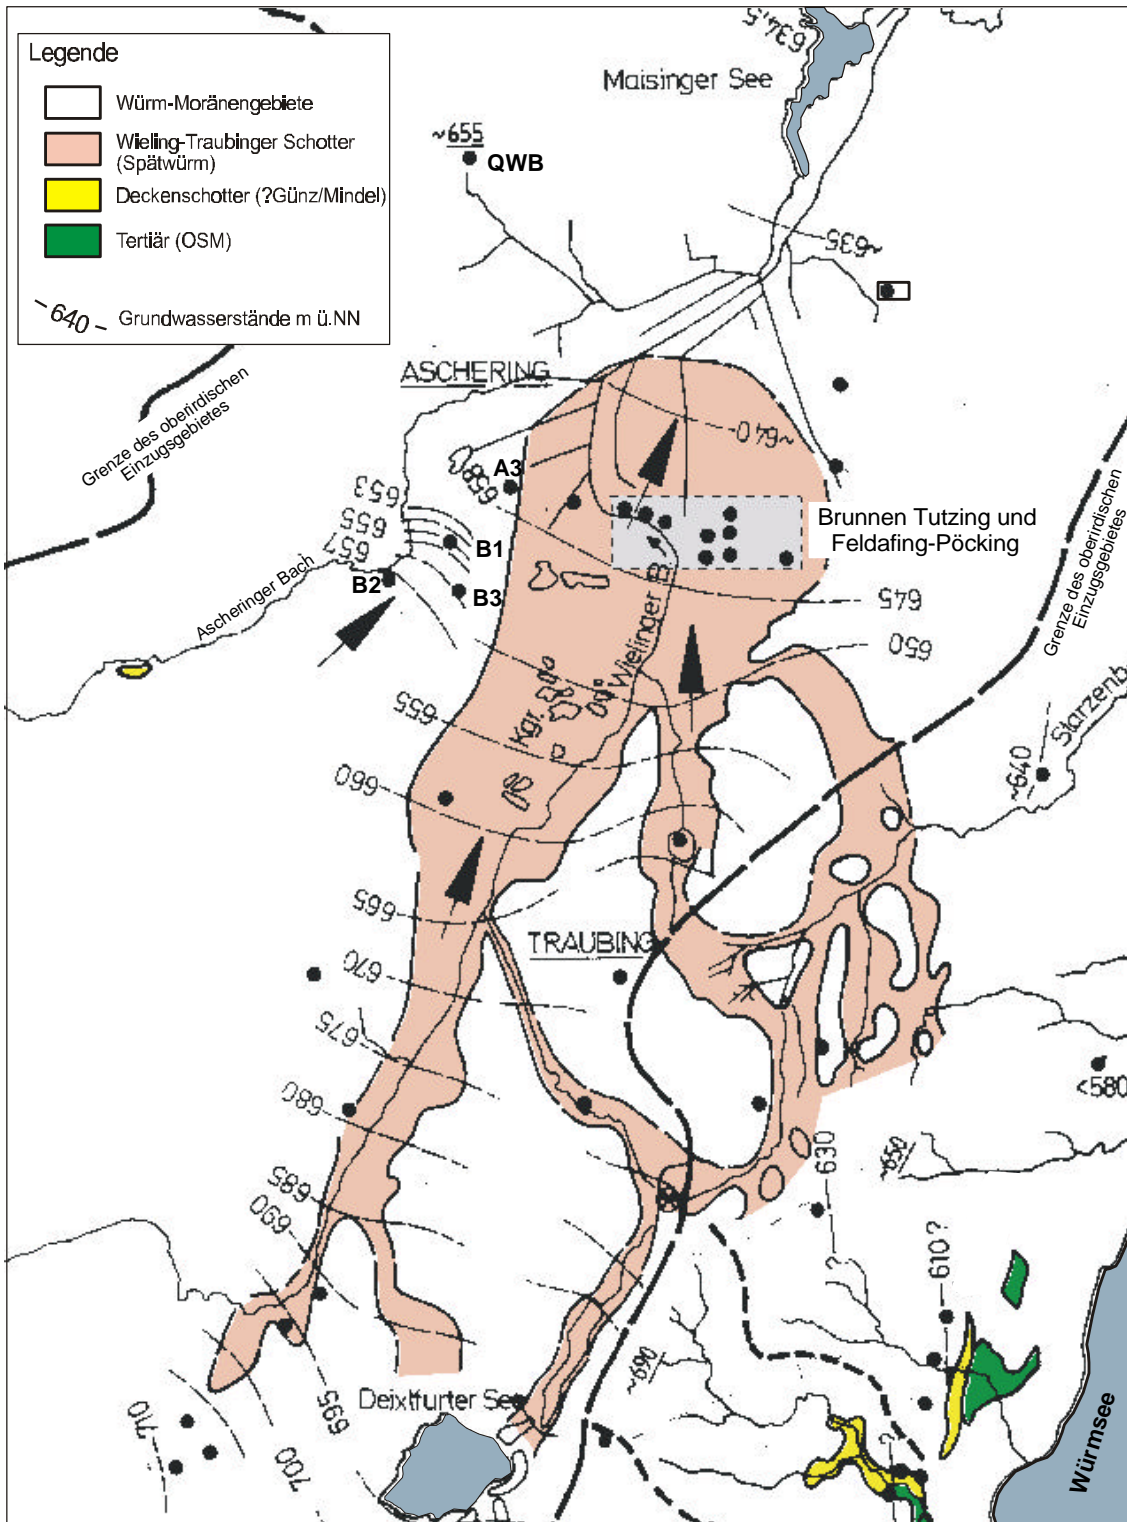 Legende
Würm-Moränengebiete
Wieling-Traubinger Schotter
(Spätwürm)
Deckenschotter (?Günz/Mindel)
Tertiär (OSM)
~640- Grundwasserstände m ü.NN
634,5
Maisinger See
~655
QWB
~635
Grenze des oberirdischen
Einzugsgebietes
ASCHERING
~640
A3
658
653
655
657
B1
B2
B3
Ascheringer Bach
Brunnen Tutzing und
Feldafing-Pöcking
645
650
Grenze des oberirdischen
Einzugsgebietes
Wielinger B.
Kgr.
655
660
Starzenb
~640
665
TRAUBING
670
675
<580
680
630
~650
685
690
610?
?
~690
Deixlfurter See
695
700
710
?
Würmsee